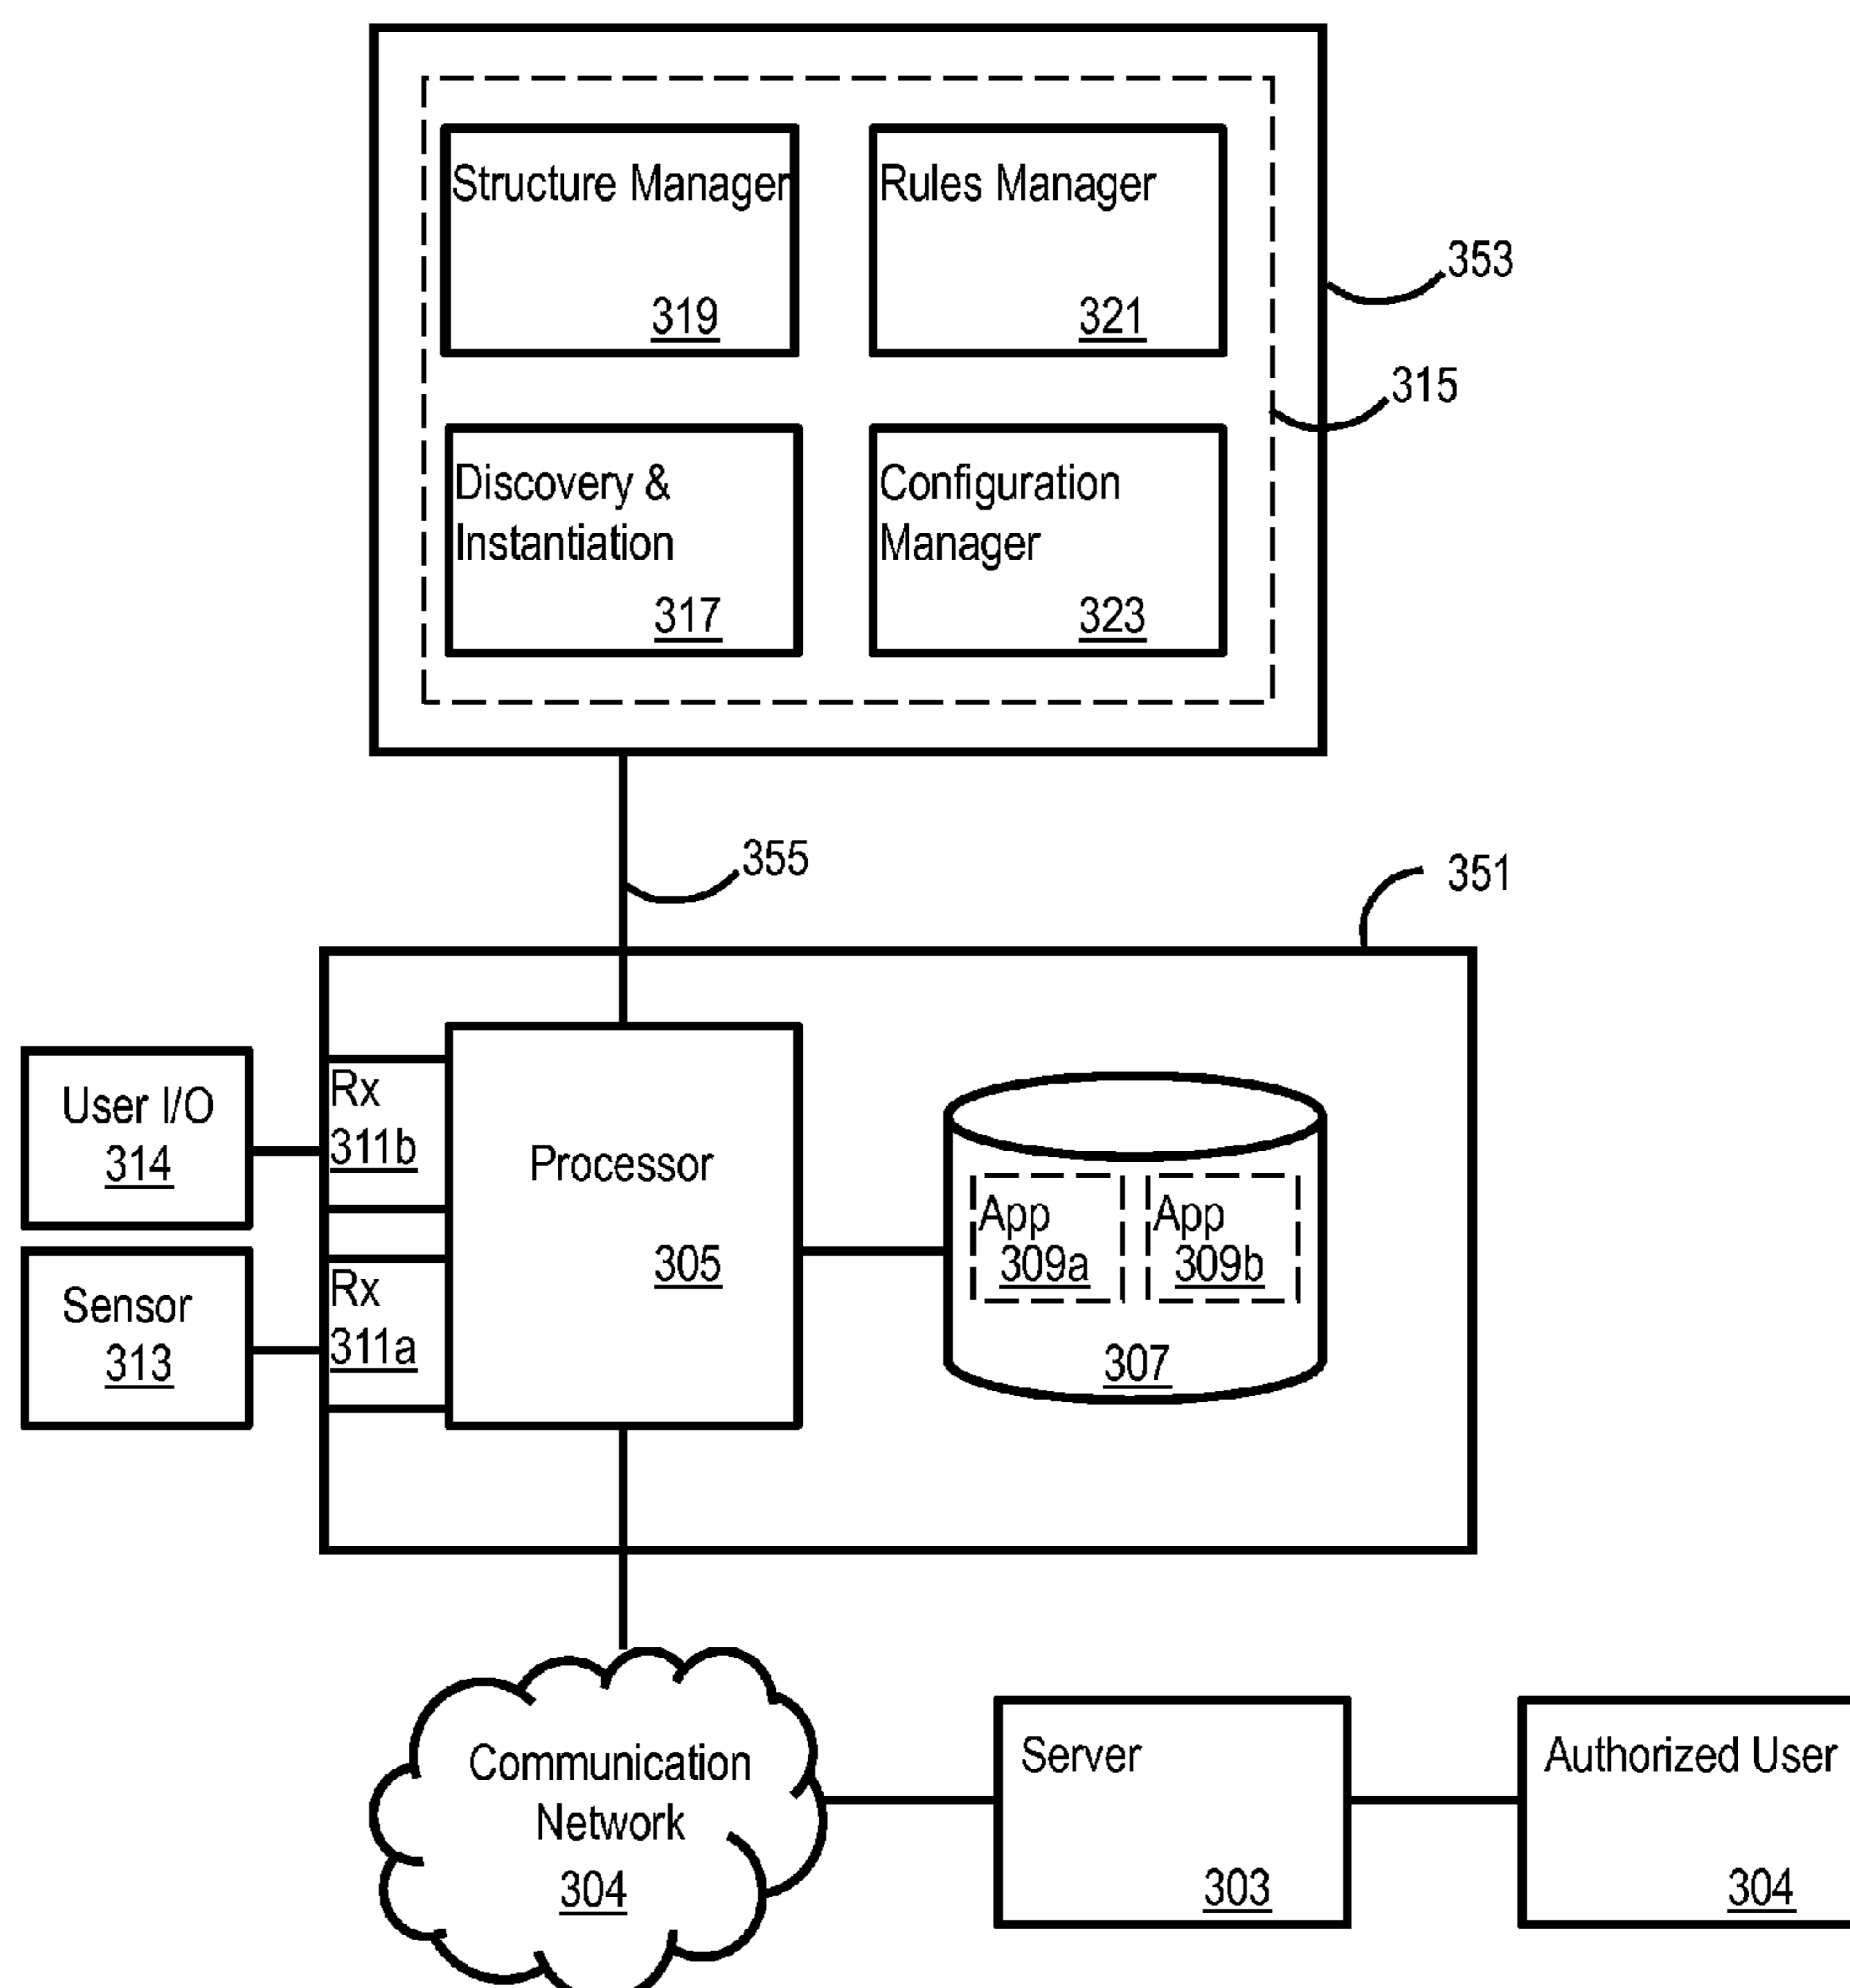 Structure Manager
319
Rules Manager
321
353
315
Discovery &
Instantiation
317
Configuration
Manager
323
355
351
User I/O
314
Rx
311b
Processor
305
App
309a
App
309b
307
Sensor
313
Rx
311a
Communication
Network
304
Server
303
Authorized User
304